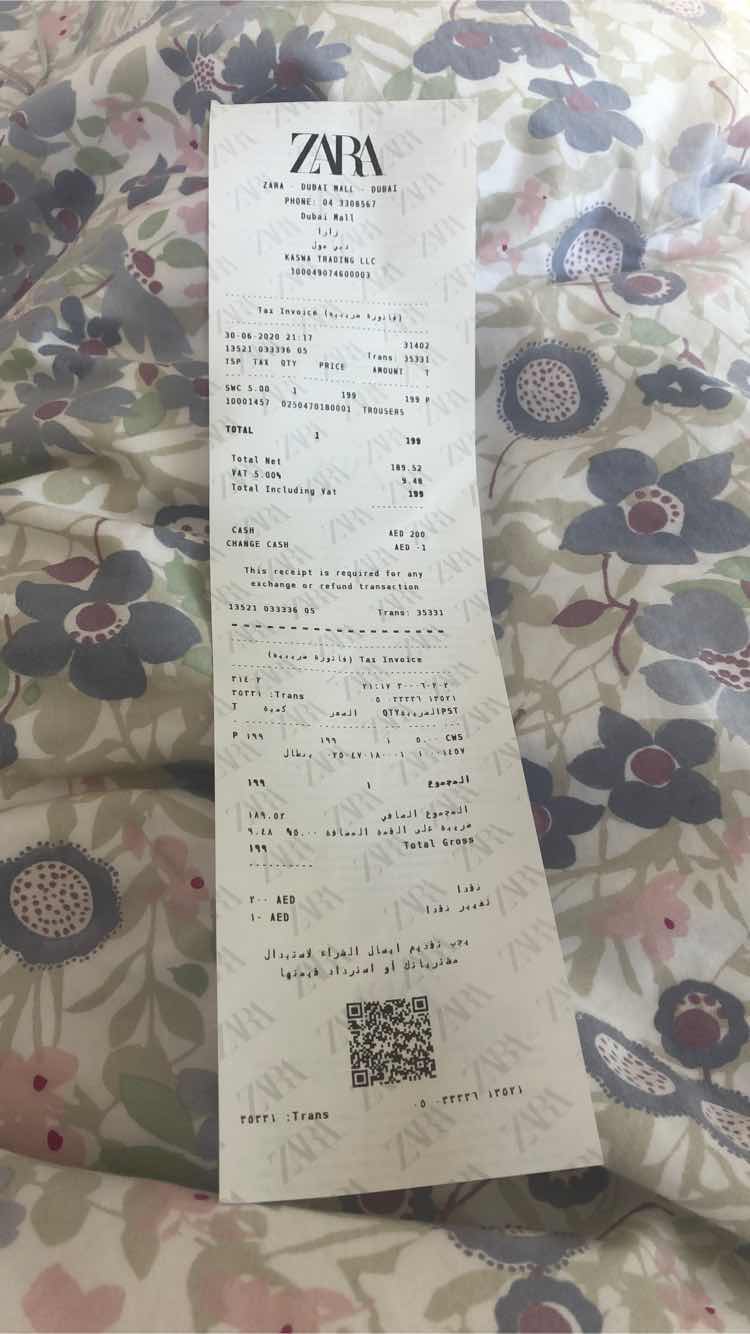 ZARA
ZARA - DUBAI MALL - DUBAI
PHONE: 04 3308567
Dubai Mall
زارا
دبي مول
KASWA TRADING LLC
100049074600003
Tax Invoice (فاتورة ضريبية)
30-06-2020 21:17 31402
13521 033336 05 Trans: 35331
TSP TAX QTY PRICE AMOUNT T
SWC 5.00 1 199 199 P
10001457 0250470180001 TROUSERS
TOTAL 1 199
Total Net 189.52
VAT 5.00% 9.48
Total Including Vat 199
CASH AED 200
CHANGE CASH AED -1
This receipt is required for any
exchange or refund transaction
13521 033336 05 Trans: 35331
(فاتورة ضريبية) Tax Invoice
٣١٤٠٢ ٢١:١٧ ٣٠-٠٦-٢٠٢٠
٣٥٣٣١ :Trans ٠٥ ٠٣٣٣٣٦ ١٣٥٢١
T كمية السعر QTYالضريبةPST
P ١٩٩ ١٩٩ ١ ٥.٠٠ CWS
بنطال ٠٢٥٠٤٧٠١٨٠٠٠١ ١٠٠٠١٤٥٧
١٩٩ ١ المجموع
١٨٩.٥٢ المجموع الصافي
٩.٤٨ %٥.٠٠ ضريبة على القيمة المضافة
١٩٩ Total Gross
٢٠٠ AED نقدا
١- AED تغيير نقدا
يجب تقديم ايصال الشراء لاستبدال
مشترياتك أو استرداد قيمتها
٣٥٣٣١ :Trans ٠٥ ٠٣٣٣٣٦ ١٣٥٢١